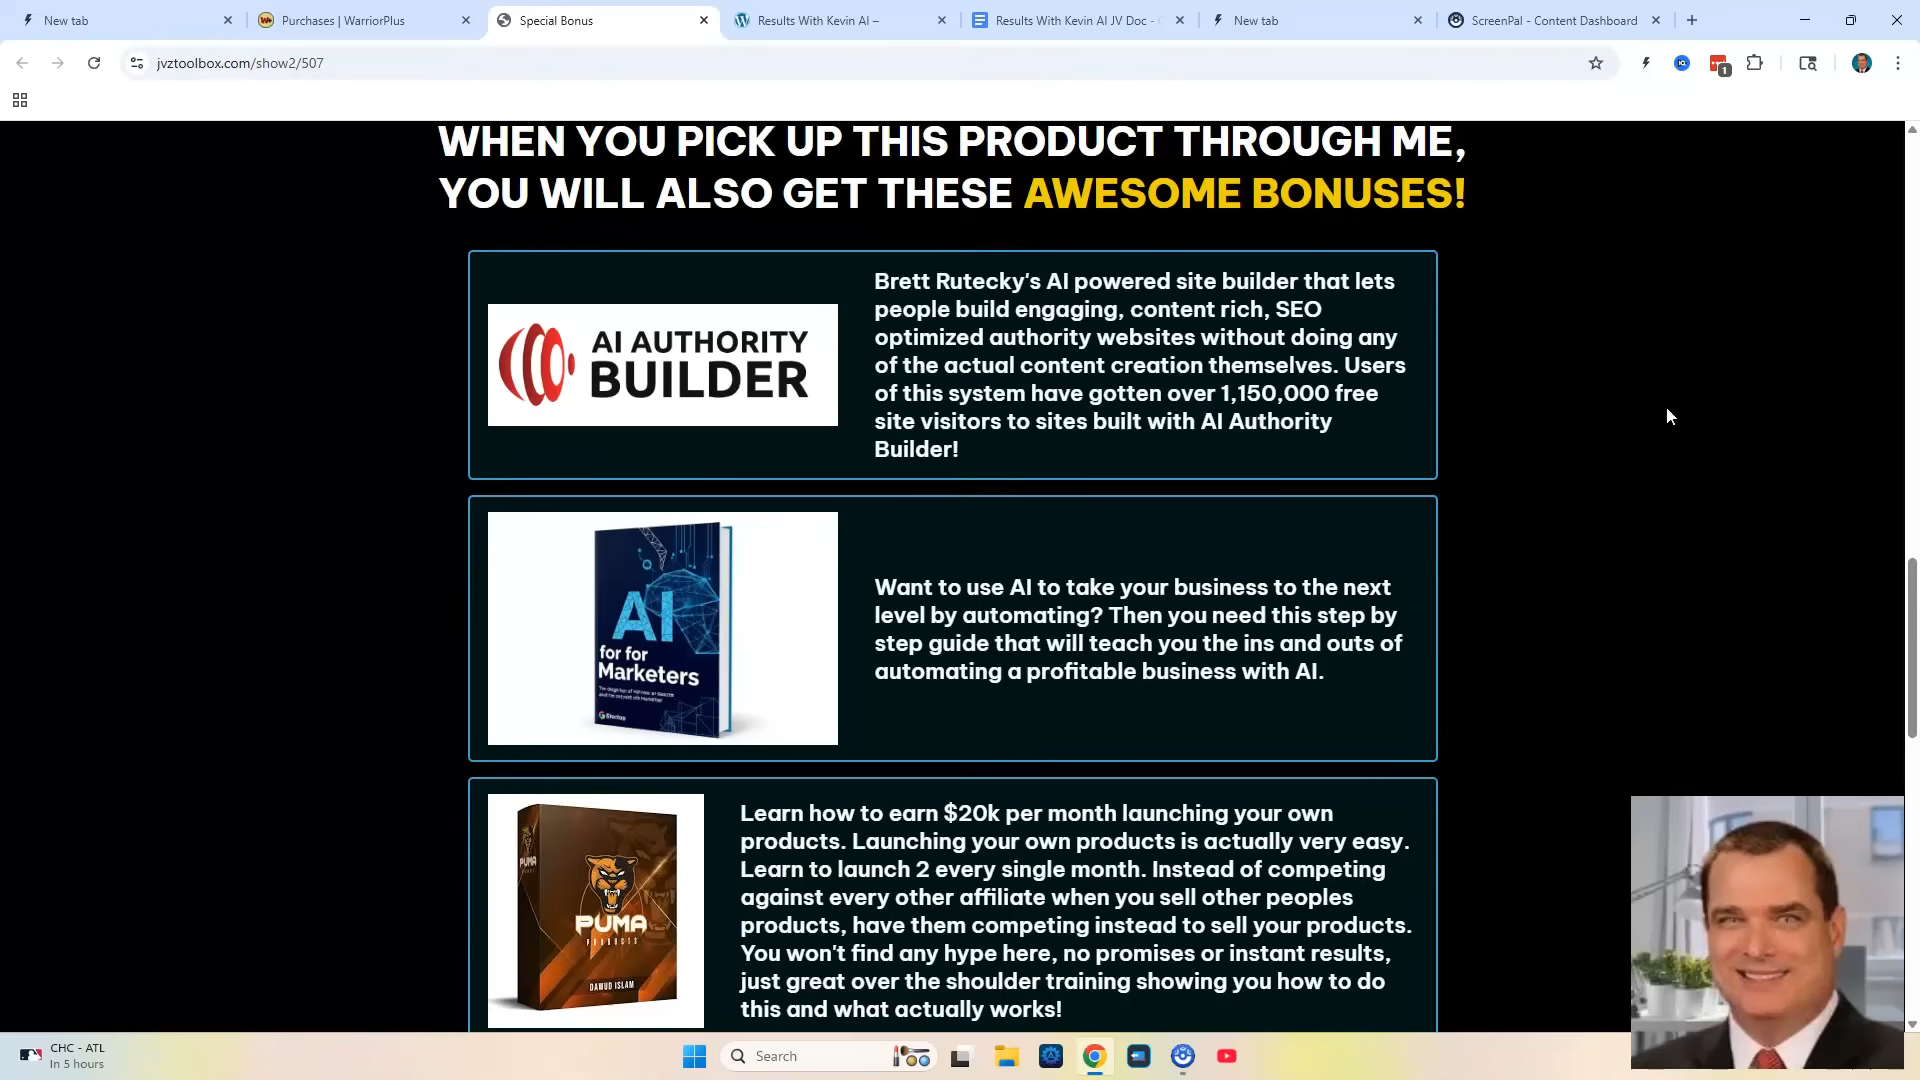 New tab
Purchases | WarriorPlus
Special Bonus
Results With Kevin AI –
Results With Kevin AI JV Doc -
New tab
ScreenPal - Content Dashboard
jvztoolbox.com/show2/507
1
WHEN YOU PICK UP THIS PRODUCT THROUGH ME,
YOU WILL ALSO GET THESE AWESOME BONUSES!
AI AUTHORITY
BUILDER
Brett Rutecky's AI powered site builder that lets
people build engaging, content rich, SEO
optimized authority websites without doing any
of the actual content creation themselves. Users
of this system have gotten over 1,150,000 free
site visitors to sites built with AI Authority
Builder!
AI
for for
Marketers
Want to use AI to take your business to the next
level by automating? Then you need this step by
step guide that will teach you the ins and outs of
automating a profitable business with AI.
PUMA
PUMA
PRODUCTS
DAWUD ISLAM
Learn how to earn $20k per month launching your own
products. Launching your own products is actually very easy.
Learn to launch 2 every single month. Instead of competing
against every other affiliate when you sell other peoples
products, have them competing instead to sell your products.
You won't find any hype here, no promises or instant results,
just great over the shoulder training showing you how to do
this and what actually works!
CHC - ATL
In 5 hours
Search